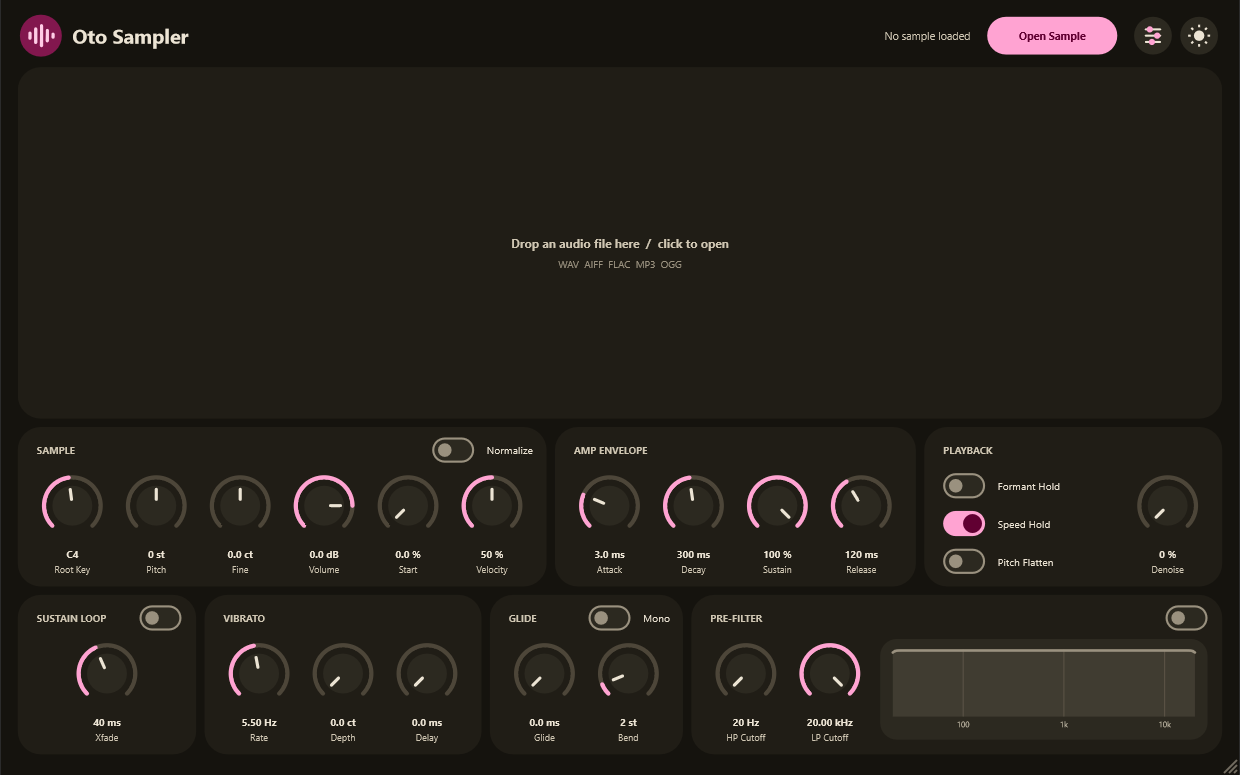 Oto Sampler
No sample loaded
Open Sample
Drop an audio file here / click to open
WAV AIFF FLAC MP3 OGG
SAMPLE
Normalize
C4 0 st 0.0 ct 0.0 dB 0.0 % 50 %
Root Key Pitch Fine Volume Start Velocity
AMP ENVELOPE
3.0 ms 300 ms 100 % 120 ms
Attack Decay Sustain Release
PLAYBACK
Formant Hold
Speed Hold
Pitch Flatten
0 %
Denoise
SUSTAIN LOOP
40 ms
Xfade
VIBRATO
5.50 Hz 0.0 ct 0.0 ms
Rate Depth Delay
GLIDE
Mono
0.0 ms 2 st
Glide Bend
PRE-FILTER
20 Hz 20.00 kHz
HP Cutoff LP Cutoff
100 1k 10k